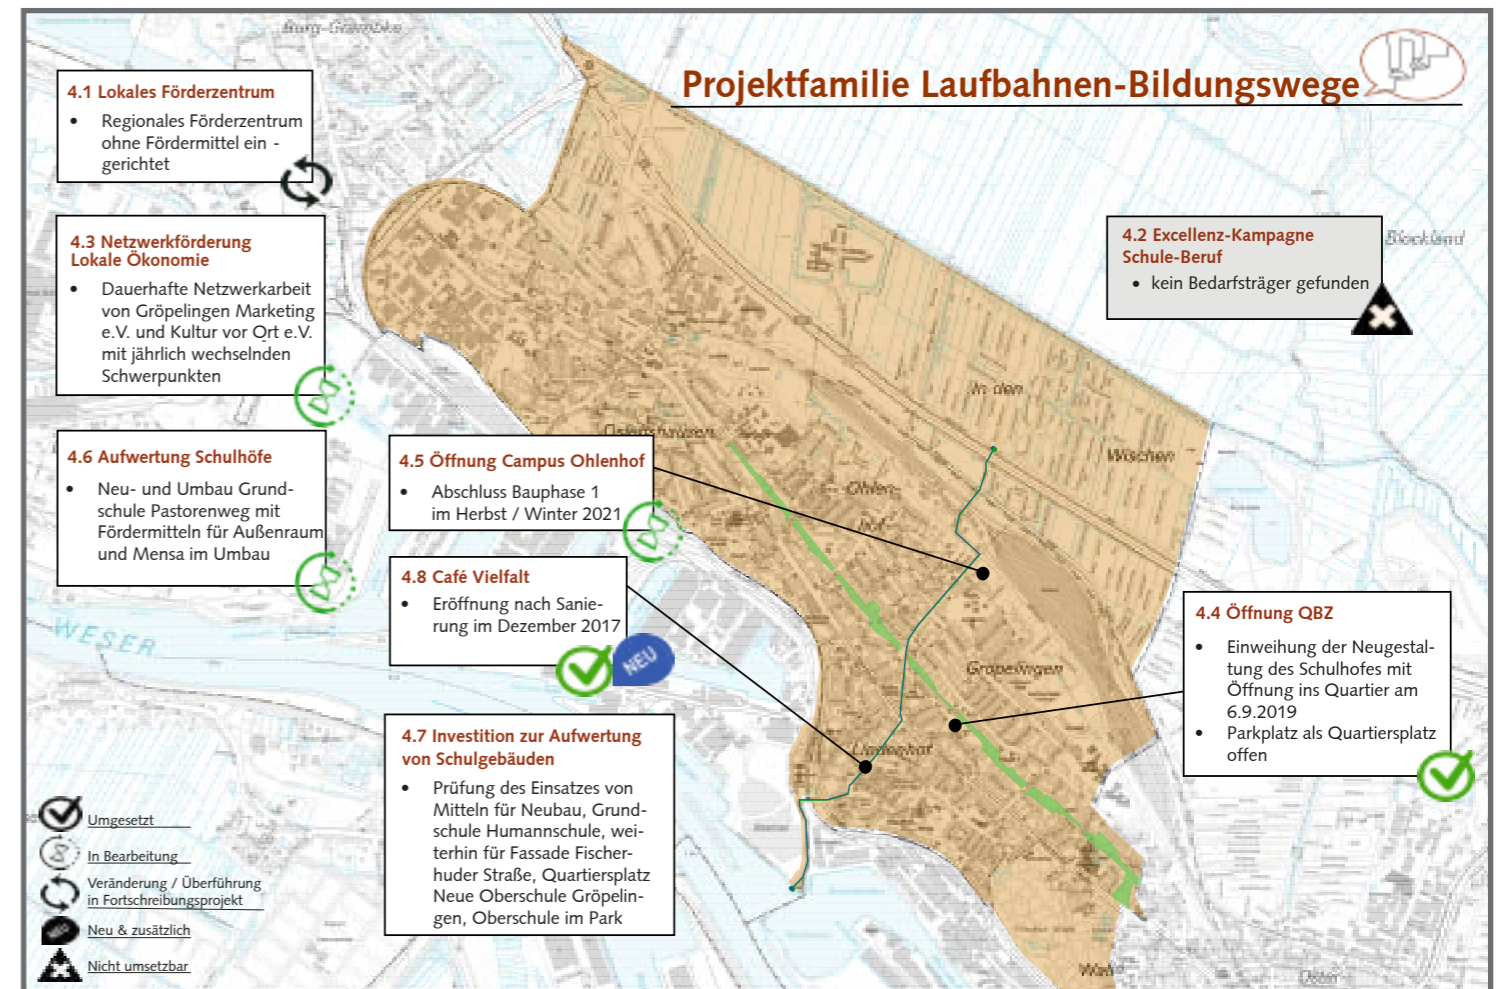 Burg-Grambke
Projektfamilie Laufbahnen-Bildungswege
4.1 Lokales Förderzentrum
• Regionales Förderzentrum
ohne Fördermittel ein -
gerichtet
4.3 Netzwerkförderung
Lokale Ökonomie
• Dauerhafte Netzwerkarbeit
von Gröpelingen Marketing
e.V. und Kultur vor Ort e.V.
mit jährlich wechselnden
Schwerpunkten
4.2 Excellenz-Kampagne
Schule-Beruf
• kein Bedarfsträger gefunden
Blockland
In den
Wischen
Oslebshausen
Ohlen-
hof
4.6 Aufwertung Schulhöfe
• Neu- und Umbau Grund-
schule Pastorenweg mit
Fördermitteln für Außenraum
und Mensa im Umbau
4.5 Öffnung Campus Ohlenhof
• Abschluss Bauphase 1
im Herbst / Winter 2021
4.8 Café Vielfalt
• Eröffnung nach Sanie-
rung im Dezember 2017
NEU
WESER
Gröpelingen
Lindenhof
4.4 Öffnung QBZ
• Einweihung der Neugestal-
tung des Schulhofes mit
Öffnung ins Quartier am
6.9.2019
• Parkplatz als Quartiersplatz
offen
4.7 Investition zur Aufwertung
von Schulgebäuden
• Prüfung des Einsatzes von
Mitteln für Neubau, Grund-
schule Humannschule, wei-
terhin für Fassade Fischer-
huder Straße, Quartiersplatz
Neue Oberschule Gröpelin-
gen, Oberschule im Park
Umgesetzt
In Bearbeitung
Veränderung / Überführung
in Fortschreibungsprojekt
Neu & zusätzlich
Nicht umsetzbar